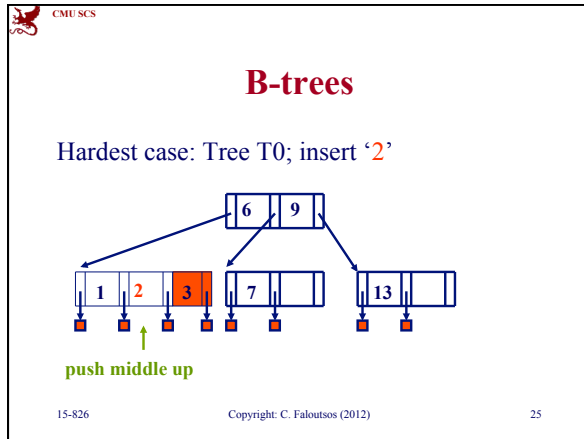 CMU SCS
B-trees
Hardest case: Tree T0; insert ‘2’
6 9
1 2 3 7 13
push middle up
15-826 Copyright: C. Faloutsos (2012) 25